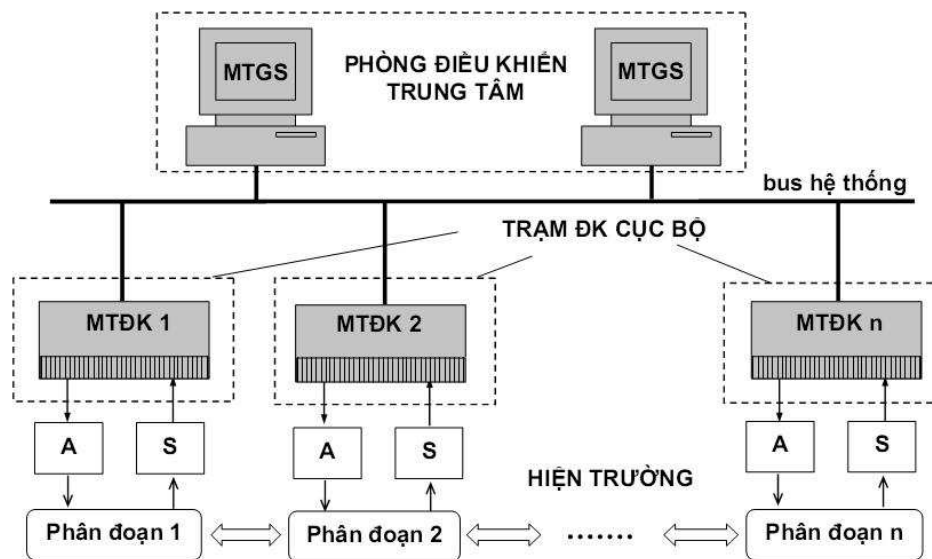 MTGS
PHÒNG ĐIỀU KHIỂN
TRUNG TÂM
MTGS
bus hệ thống
TRẠM ĐK CỤC BỘ
MTĐK 1
MTĐK 2
MTĐK n
A
S
A
S
A
S
HIỆN TRƯỜNG
Phân đoạn 1
Phân đoạn 2
.......
Phân đoạn n